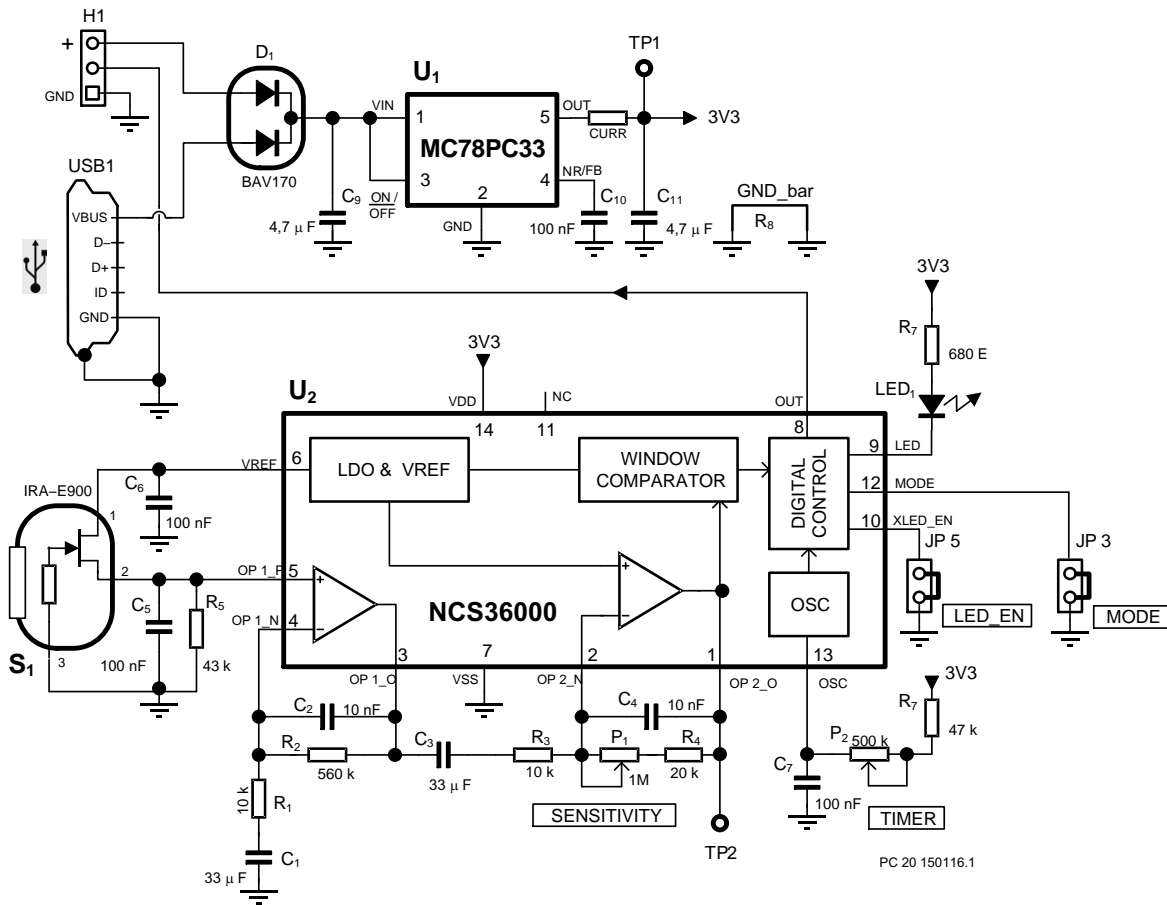 H1
+
GND
D1
BAV170
USB1
VBUS
D–
D+
ID
GND
U1
VIN
1
3
ON / OFF
MC78PC33
2
GND
5
OUT
CURR
4
NR/FB
TP1
3V3
C9
4,7 μ F
C10
100 nF
C11
4,7 μ F
GND_bar
R8
3V3
R7
680 E
LED1
3V3
U2
VDD
14
NC
11
OUT
8
VREF
6
LDO & VREF
WINDOW COMPARATOR
DIGITAL CONTROL
OSC
9
LED
12
MODE
10
XLED_EN
JP 5
LED_EN
JP 3
MODE
IRA–E900
1
2
3
S1
C6
100 nF
C5
100 nF
R5
43 k
OP 1_P
5
+
OP 1_N
4
–
+
–
NCS36000
3
OP 1_O
7
VSS
2
OP 2_N
1
OP 2_O
13
OSC
C2
10 nF
R2
560 k
10 k
R1
C1
33 μ F
C3
33 μ F
R3
10 k
C4
10 nF
P1
1M
R4
20 k
SENSITIVITY
TP2
C7
100 nF
P2
500 k
TIMER
3V3
R7
47 k
PC 20 150116.1